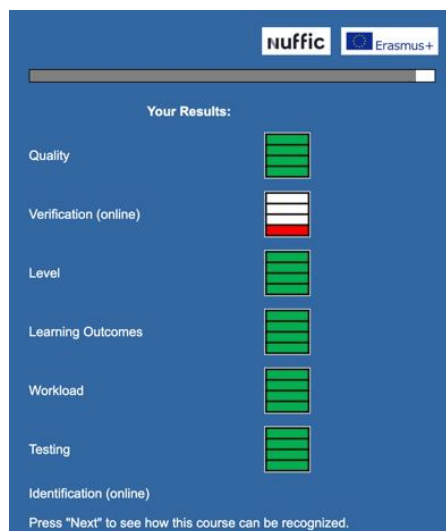 nuffic Erasmus+
Your Results:
Quality
Verification (online)
Level
Learning Outcomes
Workload
Testing
Identification (online)
Press "Next" to see how this course can be recognized.